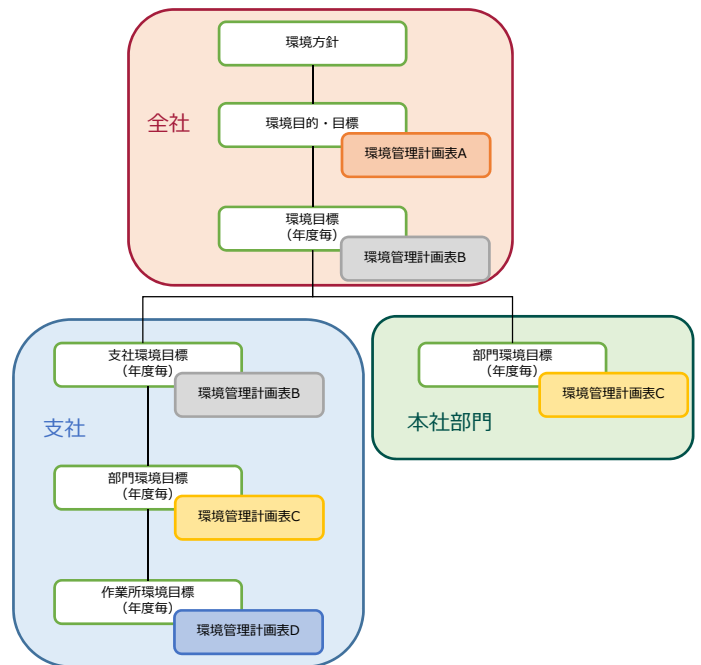 環境方針
全社
環境目的・目標
環境管理計画表A
環境目標
（年度毎）
環境管理計画表B
支社環境目標
（年度毎）
環境管理計画表B
支社
部門環境目標
（年度毎）
環境管理計画表C
作業所環境目標
（年度毎）
環境管理計画表D
部門環境目標
（年度毎）
環境管理計画表C
本社部門